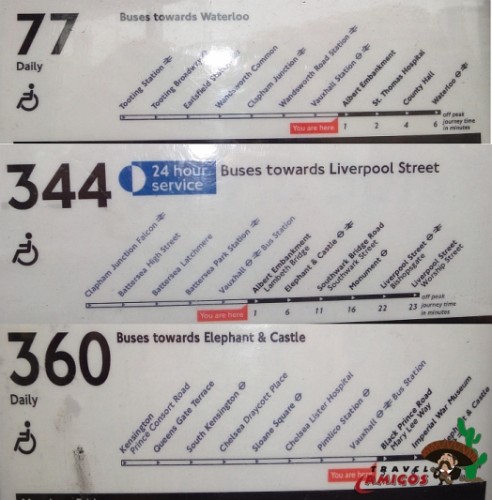 77
Buses towards Waterloo
Daily
Tooting Station
Tooting Broadway
Earlsfield
Wandsworth Common
Clapham Junction
Wandsworth Road Station
Vauxhall Station
Albert Embankment
St. Thomas Hospital
County Hall
Waterloo
You are here
1 2 4 6
off peak
journey time
in minutes
344
24 hour
service
Buses towards Liverpool Street
Clapham Junction Falcon
Battersea High Street
Battersea Latchmere
Battersea Park Station
Vauxhall Bus Station
Albert Embankment
Lambeth Bridge
Elephant & Castle
Southwark Bridge Road
Southwark Street
Monument
Liverpool Street
Bishopsgate
Liverpool Street
Worship Street
You are here
1 6 11 16 22 23
off peak
journey time
in minutes
360
Buses towards Elephant & Castle
Daily
Kensington
Prince Consort Road
Queens Gate Terrace
South Kensington
Chelsea Draycott Place
Sloane Square
Chelsea Lister Hospital
Pimlico Station
Vauxhall Bus Station
Black Prince Road
Way
Imperial War Museum
& Castle
You are here
TRAVEL
AMIGOS